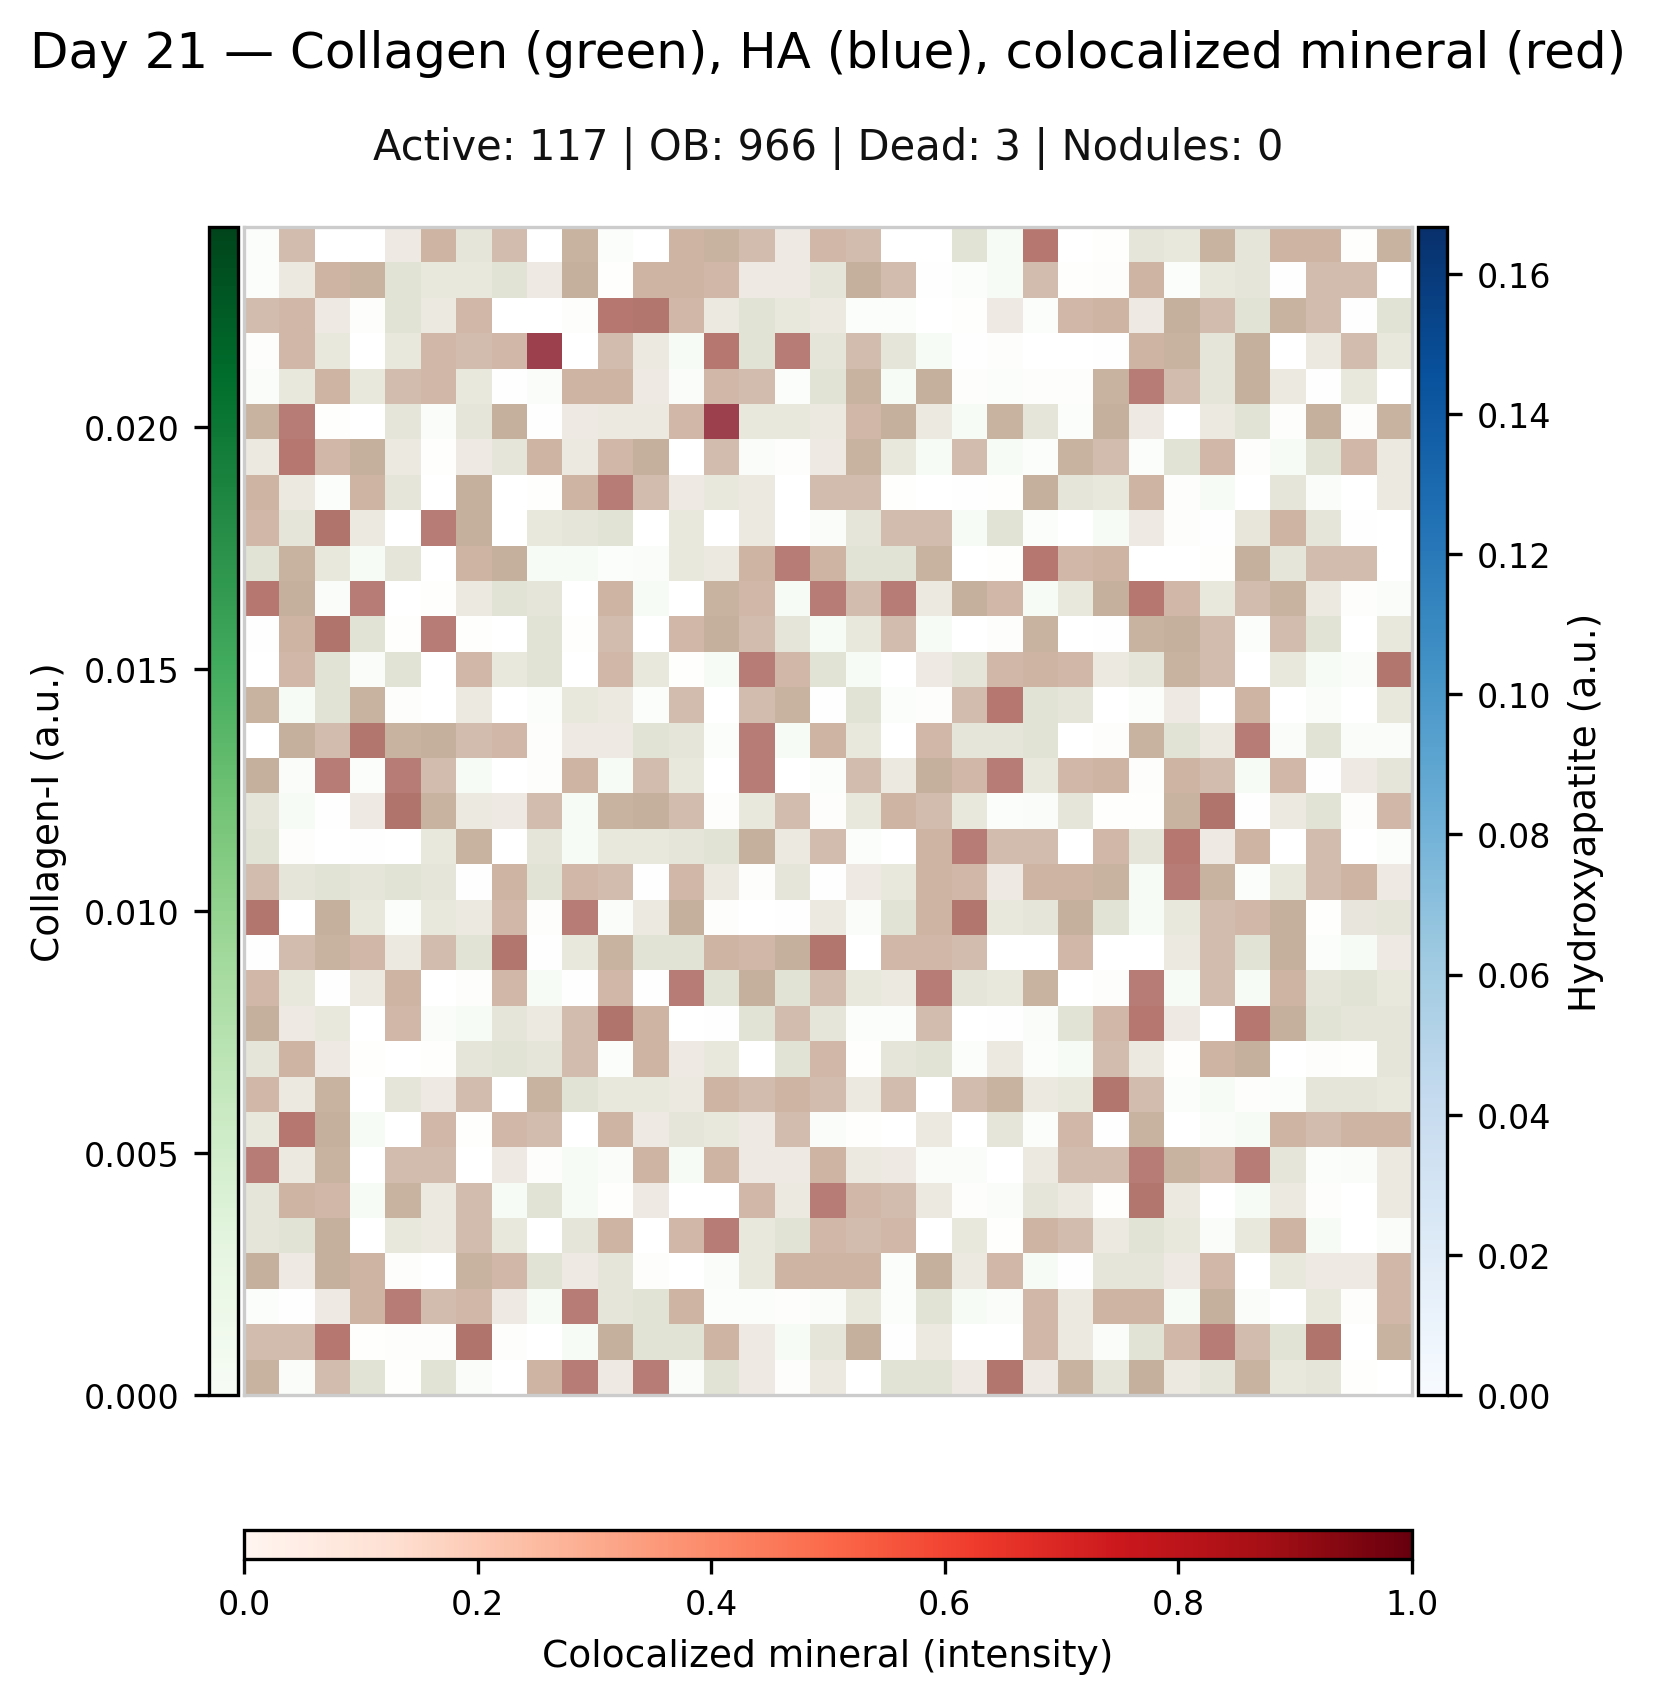 Day 21 — Collagen (green), HA (blue), colocalized mineral (red)
Active: 117 | OB: 966 | Dead: 3 | Nodules: 0
Collagen-I (a.u.)
0.020
0.015
0.010
0.005
0.000
0.16
0.14
0.12
0.10
0.08
0.06
0.04
0.02
0.00
Hydroxyapatite (a.u.)
0.0 0.2 0.4 0.6 0.8 1.0
Colocalized mineral (intensity)